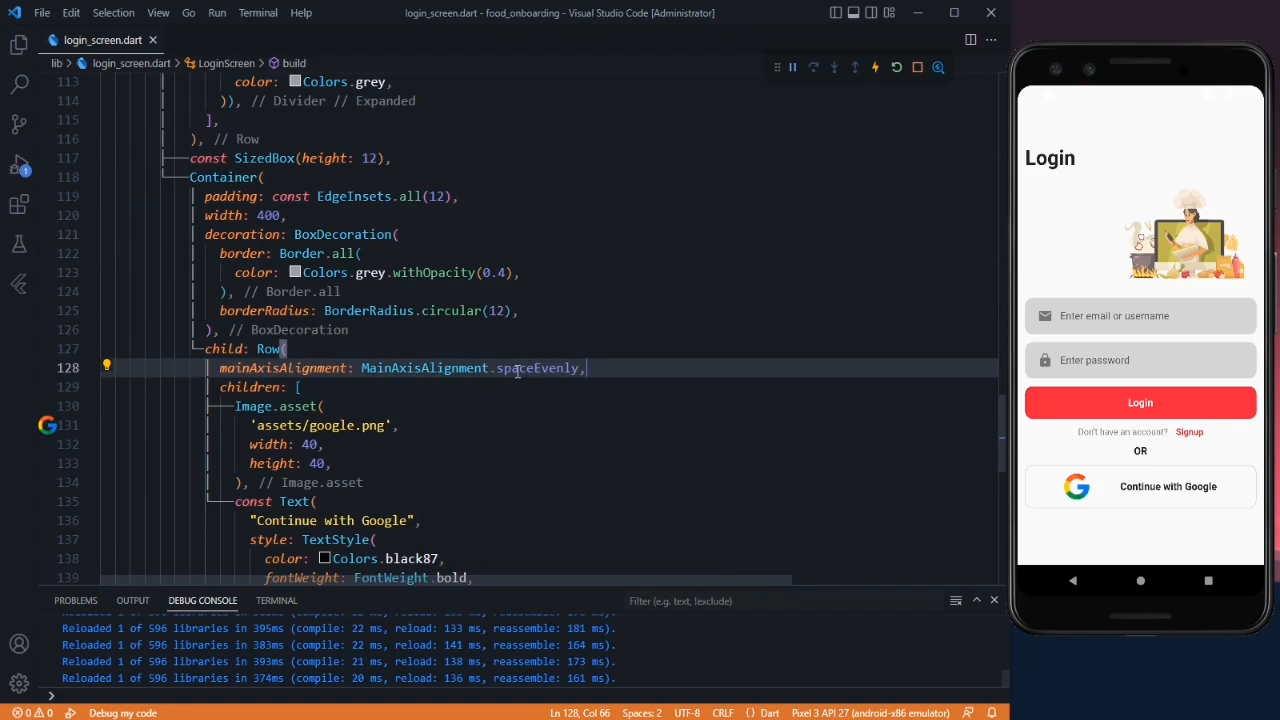 File Edit Selection View Go Run Terminal Help
login_screen.dart - food_onboarding - Visual Studio Code [Administrator]
login_screen.dart
lib > login_screen.dart > LoginScreen > build
113 color: Colors.grey,
114 )), // Divider // Expanded
115 ],
116 ), // Row
117 const SizedBox(height: 12),
118 Container(
119 padding: const EdgeInsets.all(12),
120 width: 400,
121 decoration: BoxDecoration(
122 border: Border.all(
123 color: Colors.grey.withOpacity(0.4),
124 ), // Border.all
125 borderRadius: BorderRadius.circular(12),
126 ), // BoxDecoration
127 child: Row(
128 mainAxisAlignment: MainAxisAlignment.spaceEvenly,
129 children: [
130 Image.asset(
131 'assets/google.png',
132 width: 40,
133 height: 40,
134 ), // Image.asset
135 const Text(
136 "Continue with Google",
137 style: TextStyle(
138 color: Colors.black87,
139 fontWeight: FontWeight.bold,
PROBLEMS OUTPUT DEBUG CONSOLE TERMINAL
Filter (e.g. text, !exclude)
Reloaded 1 of 596 libraries in 395ms (compile: 22 ms, reload: 133 ms, reassemble: 181 ms).
Reloaded 1 of 596 libraries in 383ms (compile: 22 ms, reload: 141 ms, reassemble: 164 ms).
Reloaded 1 of 596 libraries in 393ms (compile: 21 ms, reload: 138 ms, reassemble: 173 ms).
Reloaded 1 of 596 libraries in 374ms (compile: 20 ms, reload: 136 ms, reassemble: 161 ms).
>
0 0 Debug my code
Ln 128, Col 66 Spaces: 2 UTF-8 CRLF {} Dart Pixel 3 API 27 (android-x86 emulator)
1
Login
Enter email or username
Enter password
Login
Don't have an account? Signup
OR
Continue with Google